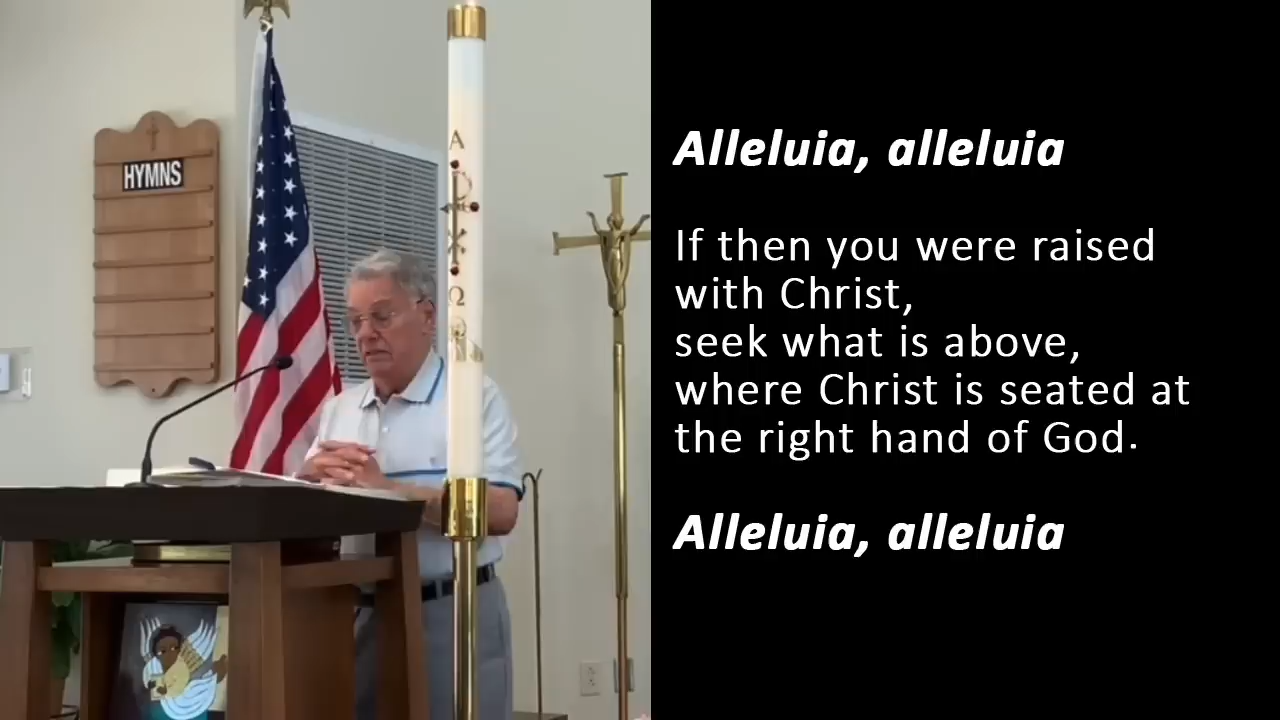 HYMNS
Α
Ω
Alleluia, alleluia
If then you were raised
with Christ,
seek what is above,
where Christ is seated at
the right hand of God.
Alleluia, alleluia